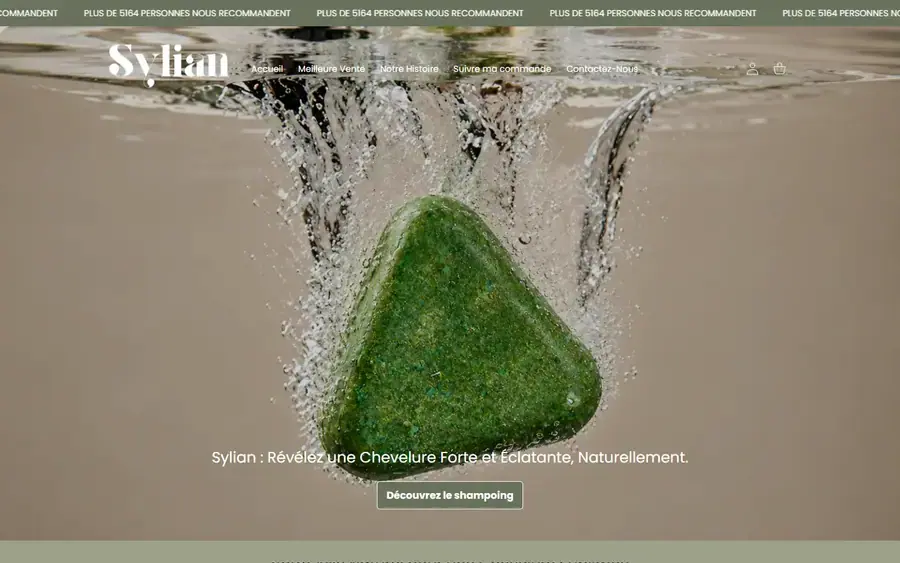 COMMANDENT PLUS DE 5164 PERSONNES NOUS RECOMMANDENT PLUS DE 5164 PERSONNES NOUS RECOMMANDENT PLUS DE 5164 PERSONNES NOUS RECOMMANDENT PLUS DE 5164 PERSONNES
Sylian
Accueil Meilleure Vente Notre Histoire Suivre ma commande Contactez-Nous
Sylian : Révélez une Chevelure Forte et Éclatante, Naturellement.
Découvrez le shampoing